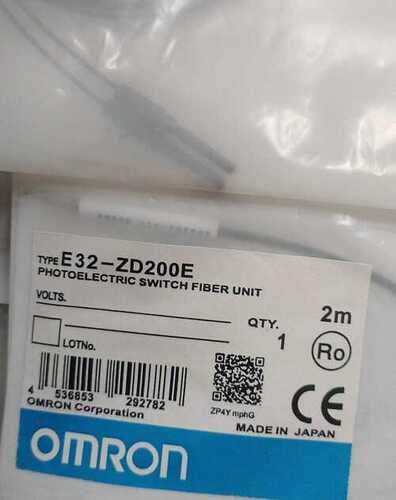 TYPE E32-ZD200E
PHOTOELECTRIC SWITCH FIBER UNIT
VOLTS.
2m
QTY.
1
LOTNo.
Ro
4 536853 292782
ZP4Y mphG
CE
OMRON Corporation
MADE IN JAPAN
OMRON